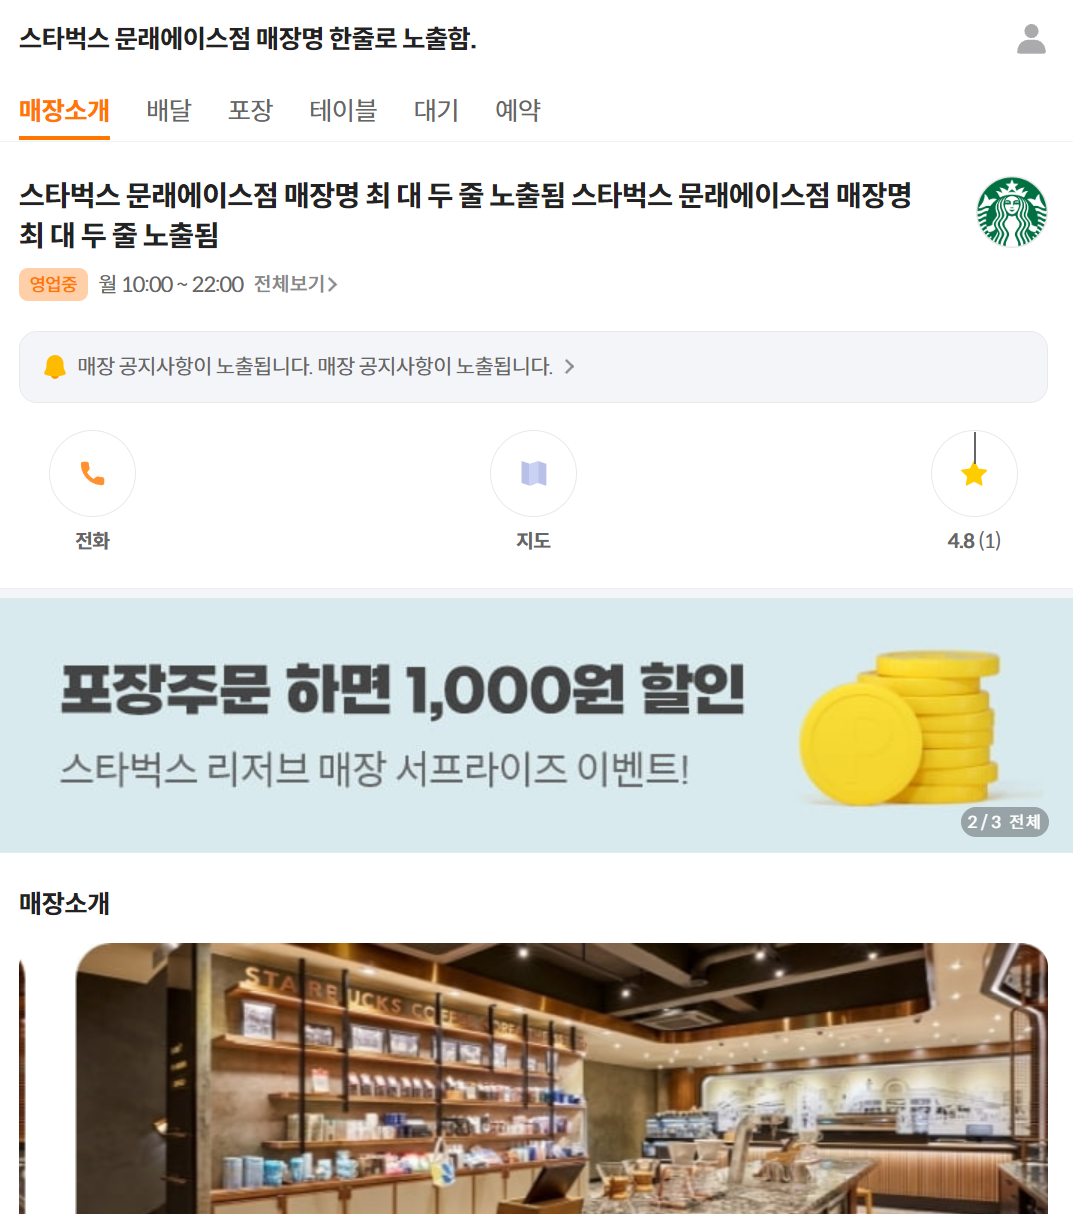 스타벅스 문래에이스점 매장명 한줄로 노출함.
매장소개 배달 포장 테이블 대기 예약
스타벅스 문래에이스점 매장명 최 대 두 줄 노출됨 스타벅스 문래에이스점 매장명
최 대 두 줄 노출됨
영업중 월 10:00 ~ 22:00 전체보기
매장 공지사항이 노출됩니다. 매장 공지사항이 노출됩니다.
전화 지도 4.8 (1)
포장주문 하면 1,000원 할인
스타벅스 리저브 매장 서프라이즈 이벤트!
2 / 3 전체
매장소개
STARBUCKS